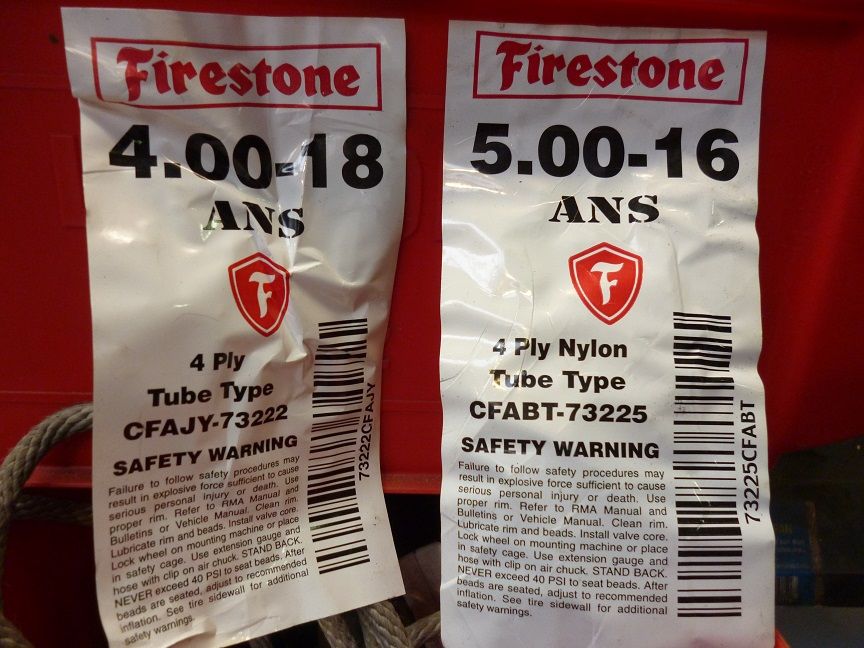 Firestone
4.00-18
ANS
F
4 Ply
Tube Type
CFAJY-73222
SAFETY WARNING
Failure to follow safety procedures may
result in explosive force sufficient to cause
serious personal injury or death. Use
proper rim. Refer to RMA Manual and
Bulletins or Vehicle Manual. Clean rim.
Lubricate rim and beads. Install valve core.
Lock wheel on mounting machine or place
in safety cage. Use extension gauge and
hose with clip on air chuck. STAND BACK.
NEVER exceed 40 PSI to seat beads. After
beads are seated, adjust to recommended
inflation. See tire sidewall for additional
safety warnings.
73222CFAJY
Firestone
5.00-16
ANS
F
4 Ply Nylon
Tube Type
CFABT-73225
SAFETY WARNING
Failure to follow safety procedures may
result in explosive force sufficient to cause
serious personal injury or death. Use
proper rim. Refer to RMA Manual and
Bulletins or Vehicle Manual. Clean rim.
Lubricate rim and beads. Install valve core.
Lock wheel on mounting machine or place
in safety cage. Use extension gauge and
hose with clip on air chuck. STAND BACK.
NEVER exceed 40 PSI to seat beads. After
beads are seated, adjust to recommended
inflation. See tire sidewall for additional
safety warnings.
73225CFABT